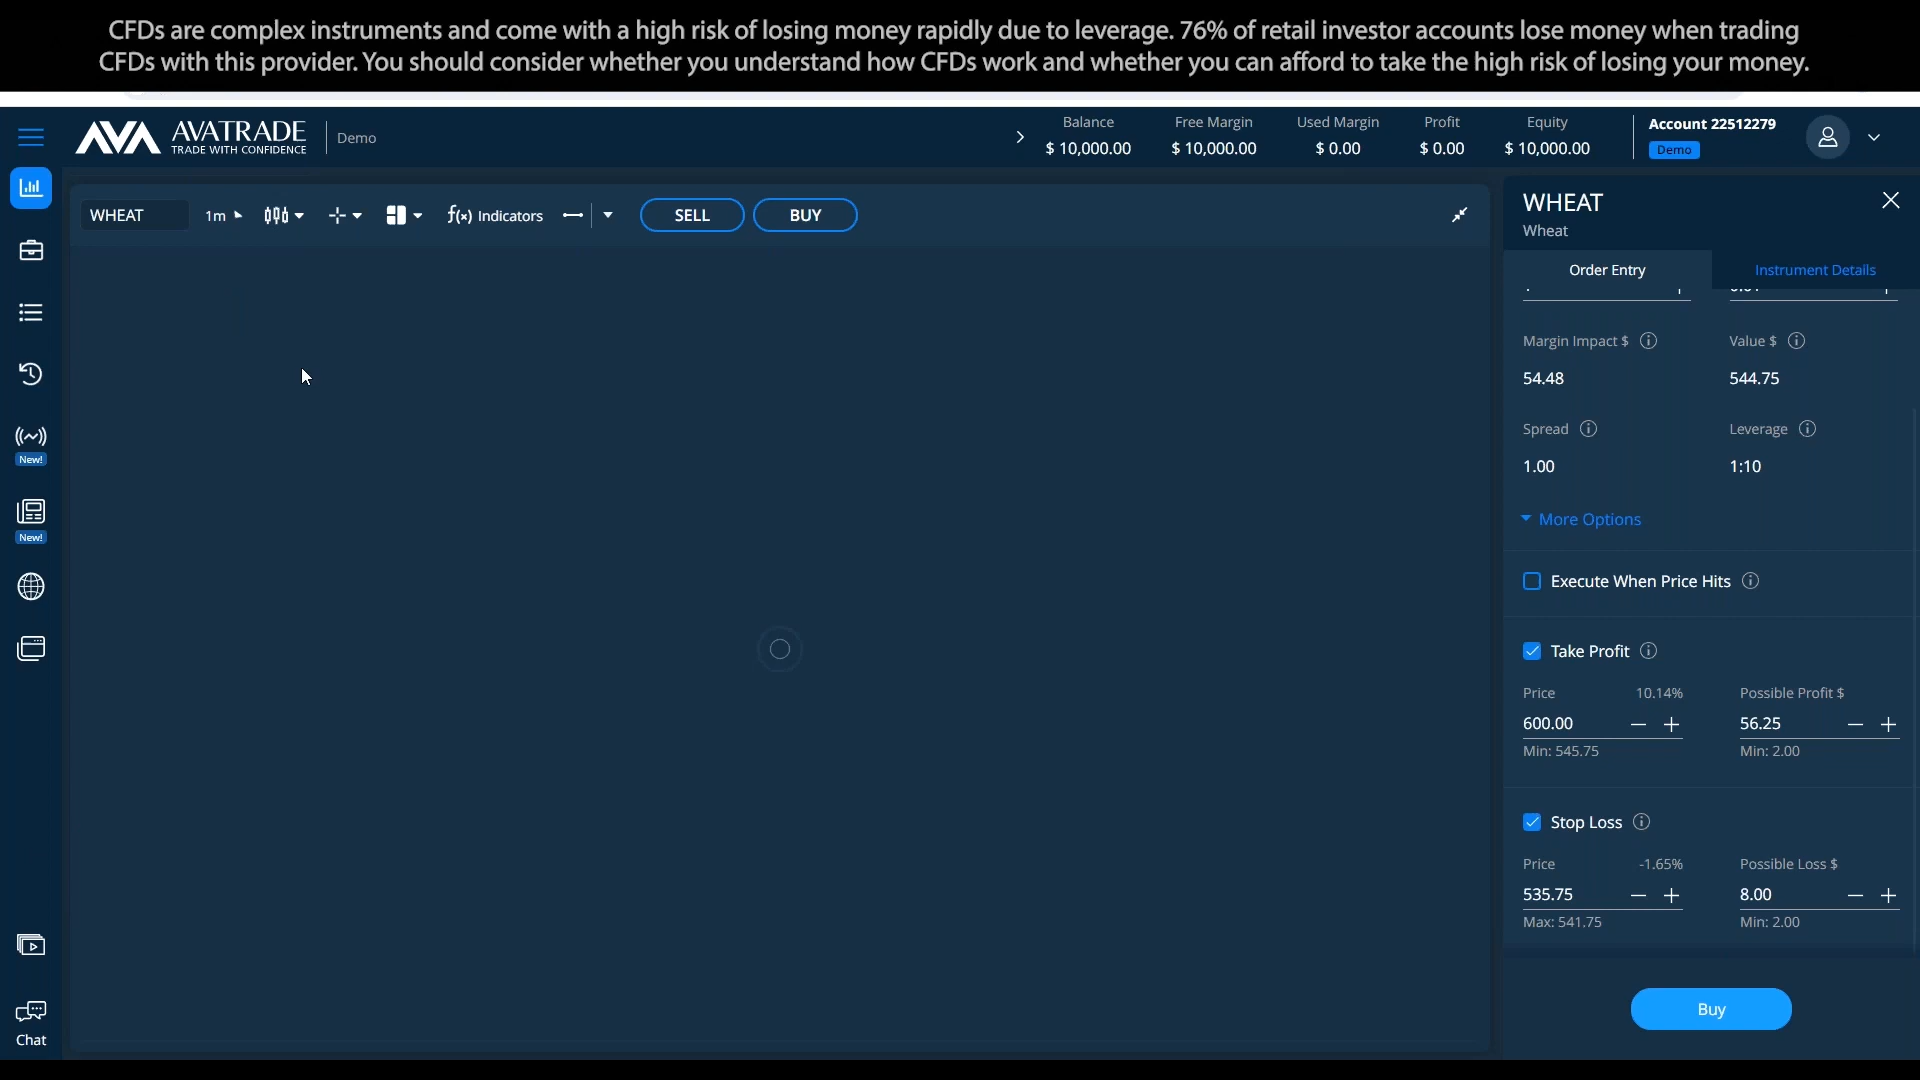 CFDs are complex instruments and come with a high risk of losing money rapidly due to leverage. 76% of retail investor accounts lose money when trading
CFDs with this provider. You should consider whether you understand how CFDs work and whether you can afford to take the high risk of losing your money.
AVATRADE
TRADE WITH CONFIDENCE
Demo
Balance
$ 10,000.00
Free Margin
$ 10,000.00
Used Margin
$ 0.00
Profit
$ 0.00
Equity
$ 10,000.00
Account 22512279
Demo
WHEAT
1m
f(x) Indicators
SELL
BUY
New!
New!
Chat
WHEAT
Wheat
Order Entry
Instrument Details
Margin Impact $
Value $
54.48
544.75
Spread
Leverage
1.00
1:10
More Options
Execute When Price Hits
Take Profit
Price
10.14%
Possible Profit $
600.00
56.25
Min: 545.75
Min: 2.00
Stop Loss
Price
-1.65%
Possible Loss $
535.75
8.00
Max: 541.75
Min: 2.00
Buy